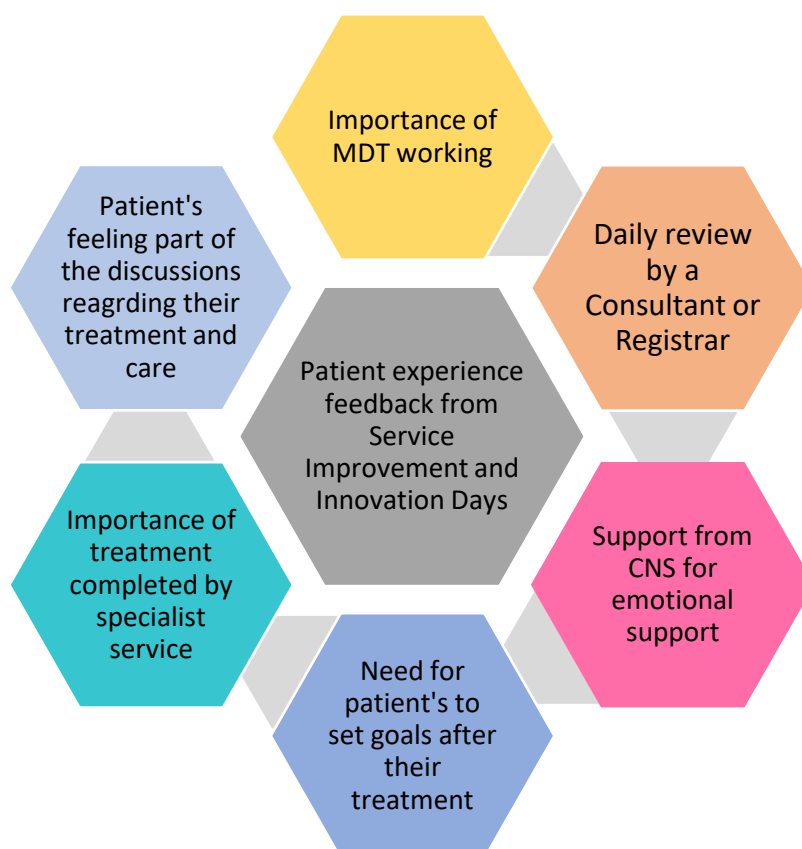 Importance of
MDT working
Daily review
by a
Consultant or
Registrar
Support from
CNS for
emotional
support
Need for
patient's to
set goals after
their
treatment
Importance of
treatment
completed by
specialist
service
Patient's
feeling part of
the discussions
reagrding their
treatment and
care
Patient experience
feedback from
Service
Improvement and
Innovation Days